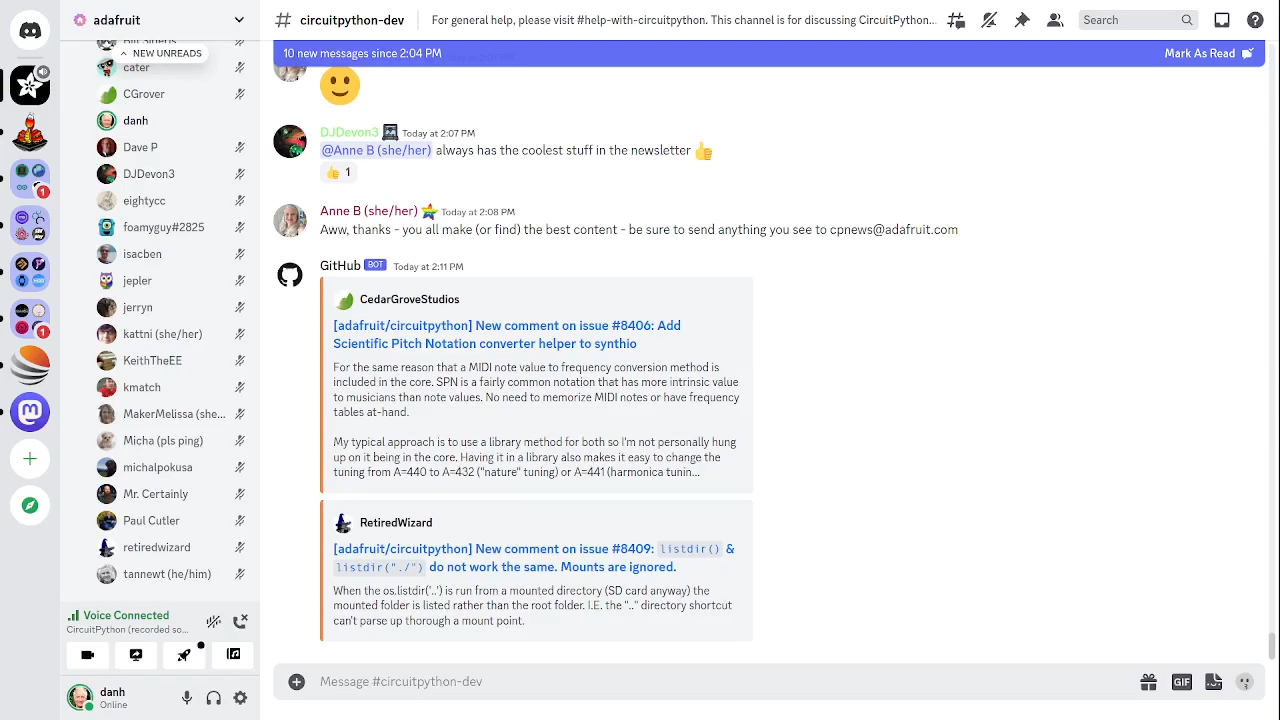 adafruit
# circuitpython-dev
For general help, please visit #help-with-circuitpython. This channel is for discussing CircuitPython...
Search
NEW UNREADS
10 new messages since 2:04 PM
Mark As Read
cater
CGrover
danh
Dave P
DJDevon3
eightycc
foamyguy#2825
isacben
jepler
jerryn
kattni (she/her)
KeithTheEE
kmatch
MakerMelissa (she...
Micha (pls ping)
michalpokusa
Mr. Certainly
Paul Cutler
retiredwizard
tannewt (he/him)
Voice Connected
CircuitPython (recorded so...
danh
Online
1
1
DJDevon3 Today at 2:07 PM
@Anne B (she/her) always has the coolest stuff in the newsletter 👍
👍 1
Anne B (she/her) Today at 2:08 PM
Aww, thanks - you all make (or find) the best content - be sure to send anything you see to cpnews@adafruit.com
GitHub BOT Today at 2:11 PM
CedarGroveStudios
[adafruit/circuitpython] New comment on issue #8406: Add
Scientific Pitch Notation converter helper to synthio
For the same reason that a MIDI note value to frequency conversion method is
included in the core. SPN is a fairly common notation that has more intrinsic value
to musicians than note values. No need to memorize MIDI notes or have frequency
tables at-hand.
My typical approach is to use a library method for both so I'm not personally hung
up on it being in the core. Having it in a library also makes it easy to change the
tuning from A=440 to A=432 ("nature" tuning) or A=441 (harmonica tunin...
RetiredWizard
[adafruit/circuitpython] New comment on issue #8409: listdir() &
listdir("./") do not work the same. Mounts are ignored.
When the os.listdir('..') is run from a mounted directory (SD card anyway) the
mounted folder is listed rather than the root folder. I.E. the ".." directory shortcut
can't parse up thorough a mount point.
Message #circuitpython-dev
GIF